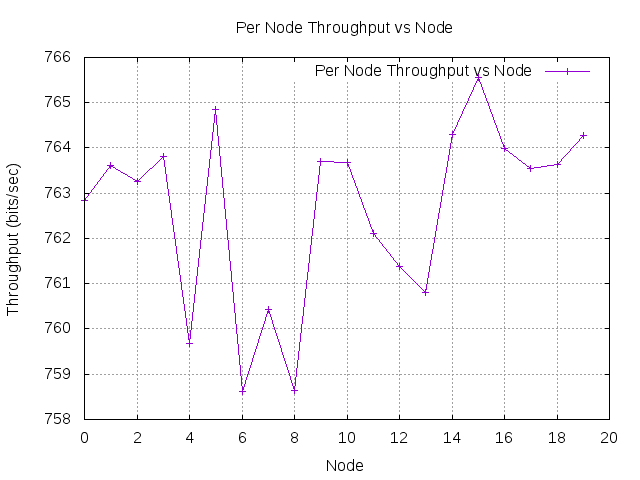 Per Node Throughput vs Node
Per Node Throughput vs Node
Throughput (bits/sec)
766
765
764
763
762
761
760
759
758
0 2 4 6 8 10 12 14 16 18 20
Node